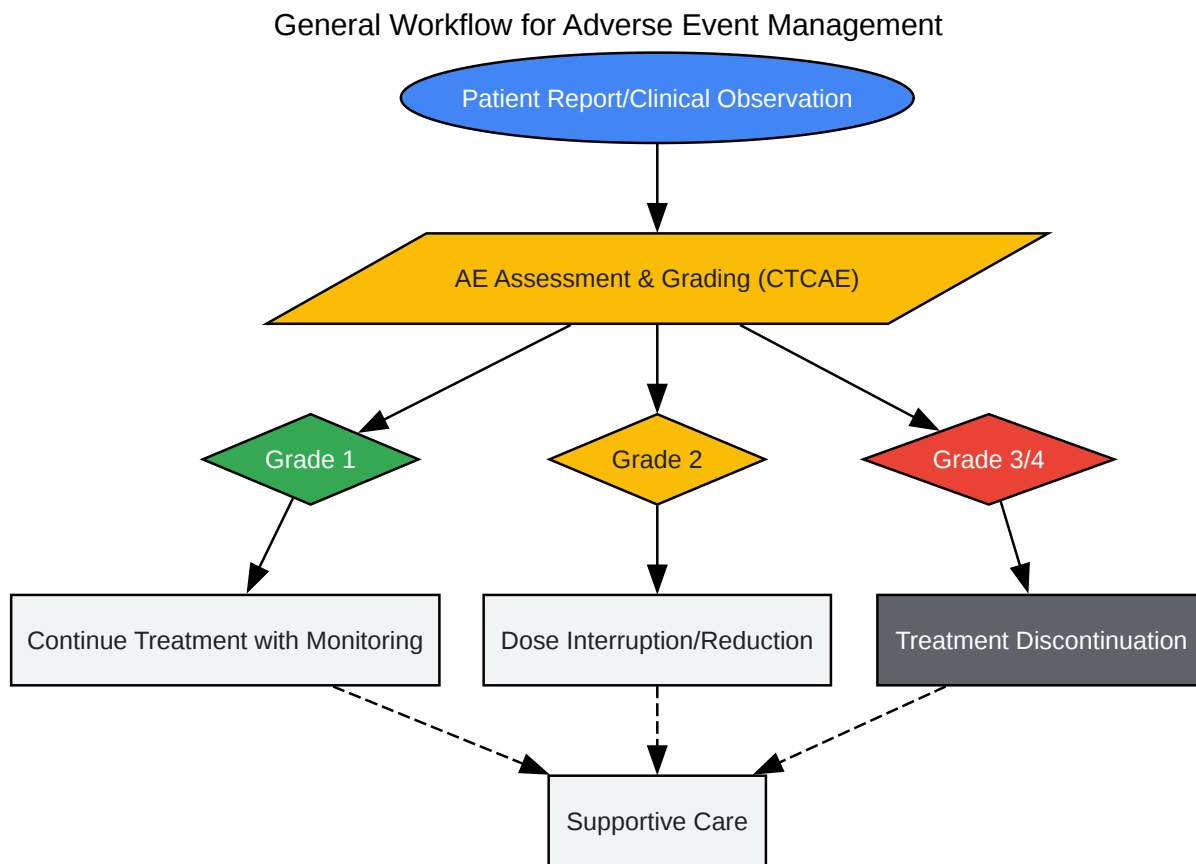 General Workflow for Adverse Event Management
Patient Report/Clinical Observation
AE Assessment & Grading (CTCAE)
Grade 1
Grade 2
Grade 3/4
Continue Treatment with Monitoring
Dose Interruption/Reduction
Treatment Discontinuation
Supportive Care